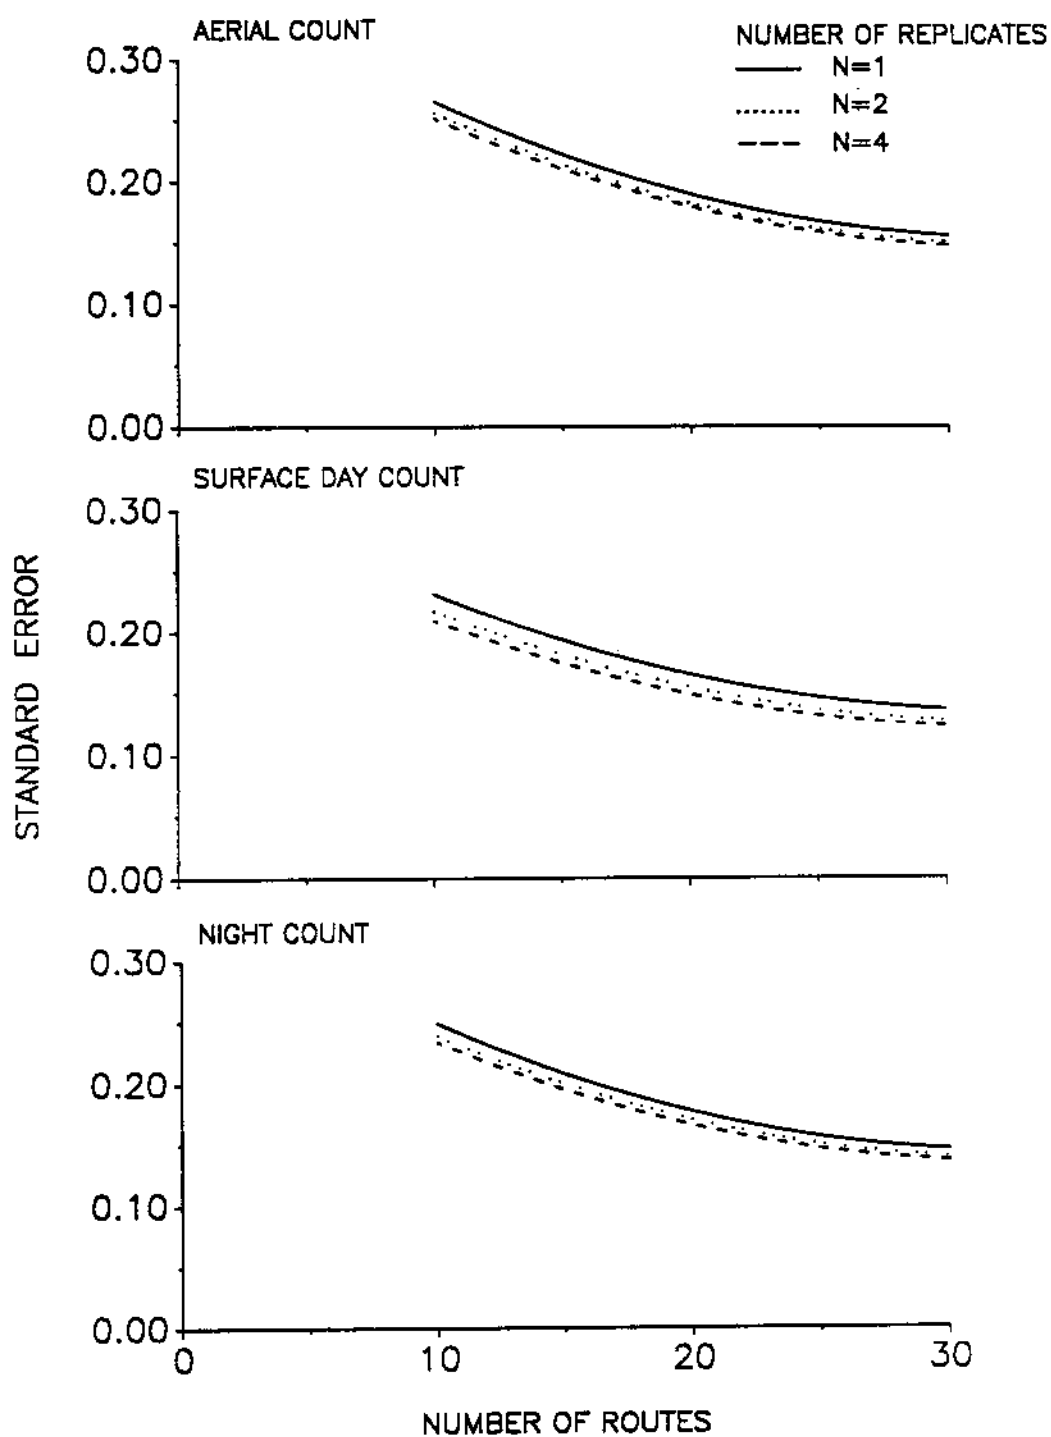 AERIAL COUNT
NUMBER OF REPLICATES
N=1
N=2
N=4
0.30
0.20
0.10
0.00
SURFACE DAY COUNT
0.30
0.20
0.10
0.00
STANDARD ERROR
NIGHT COUNT
0.30
0.20
0.10
0.00
0 10 20 30
NUMBER OF ROUTES